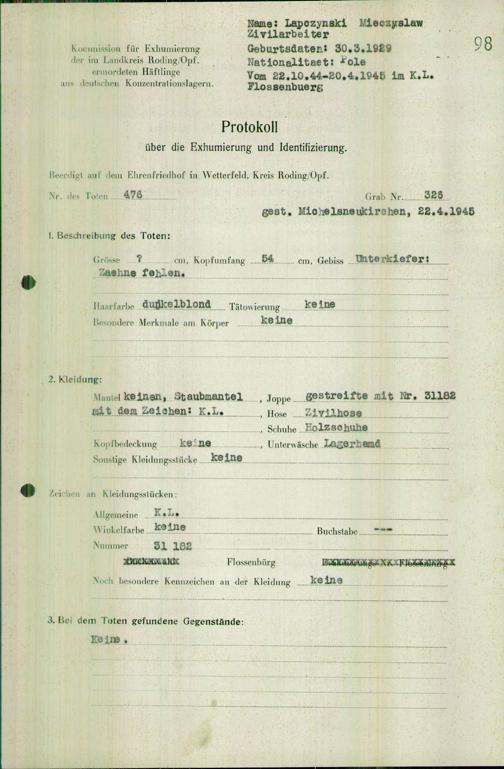 Name: Lapczynski Mieczyslaw
Zivilarbeiter
98
Kommission für Exhumierung
der im Landkreis Roding/Opf.
ermordeten Häftlinge
aus deutschen Konzentrationslagern.
Geburtsdaten: 30.3.1929
Nationalitaet: Pole
Vom 22.10.44-20.4.1945 im K.L.
Flossenbuerg
Protokoll
über die Exhumierung und Identifizierung.
Beerdigt auf dem Ehrenfriedhof in Wetterfeld, Kreis Roding/Opf.
Nr. des Toten 476 Grab Nr. 326
gest. Michelsneukirchen, 22.4.1945
1. Beschreibung des Toten:
Grösse ? cm, Kopfumfang 54 cm, Gebiss Unterkiefer:
Zaehne fehlen.
Haarfarbe dunkelblond Tätowierung keine
Besondere Merkmale am Körper keine
2. Kleidung:
Mantel keinen, Staubmantel , Joppe gestreifte mit Nr. 31182
mit dem Zeichen: K.L. , Hose Zivilhose
, Schuhe Holzschuhe
Kopfbedeckung keine , Unterwäsche Lagerhemd
Sonstige Kleidungsstücke keine
Zeichen an Kleidungsstücken:
Allgemeine K.L.
Winkelfarbe keine Buchstabe ---
Nummer 31 182
Flossenbürg
Noch besondere Kennzeichen an der Kleidung keine
3. Bei dem Toten gefundene Gegenstände:
Keine.